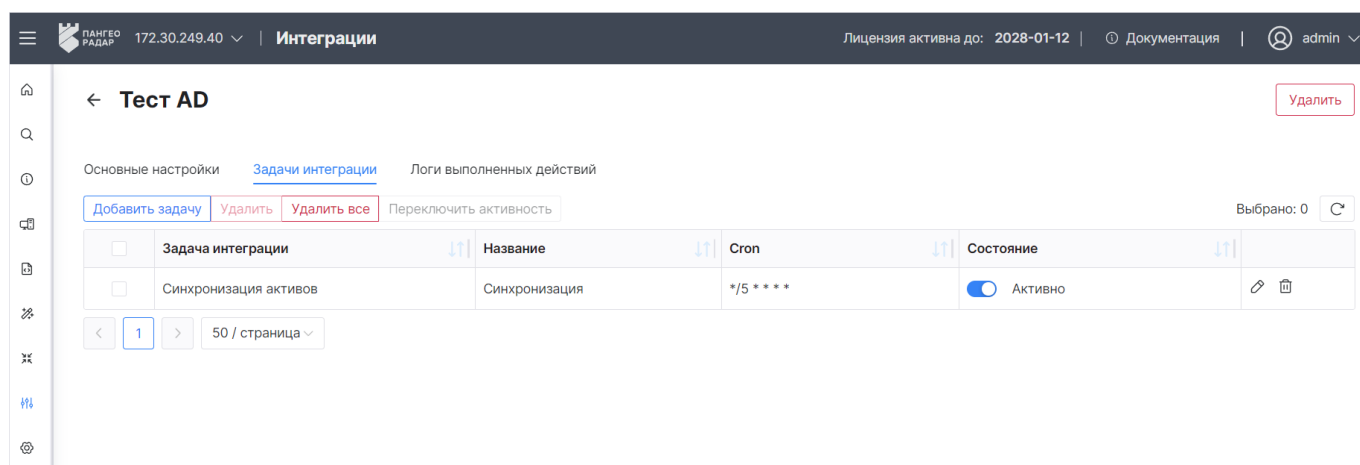 ПАНГЕО РАДАР 172.30.249.40 | Интеграции Лицензия активна до: 2028-01-12 | Документация | admin
Тест AD Удалить
Основные настройки Задачи интеграции Логи выполненных действий
Добавить задачу Удалить Удалить все Переключить активность Выбрано: 0
Задача интеграции Название Cron Состояние
Синхронизация активов Синхронизация */5 * * * * Активно
1 50 / страница